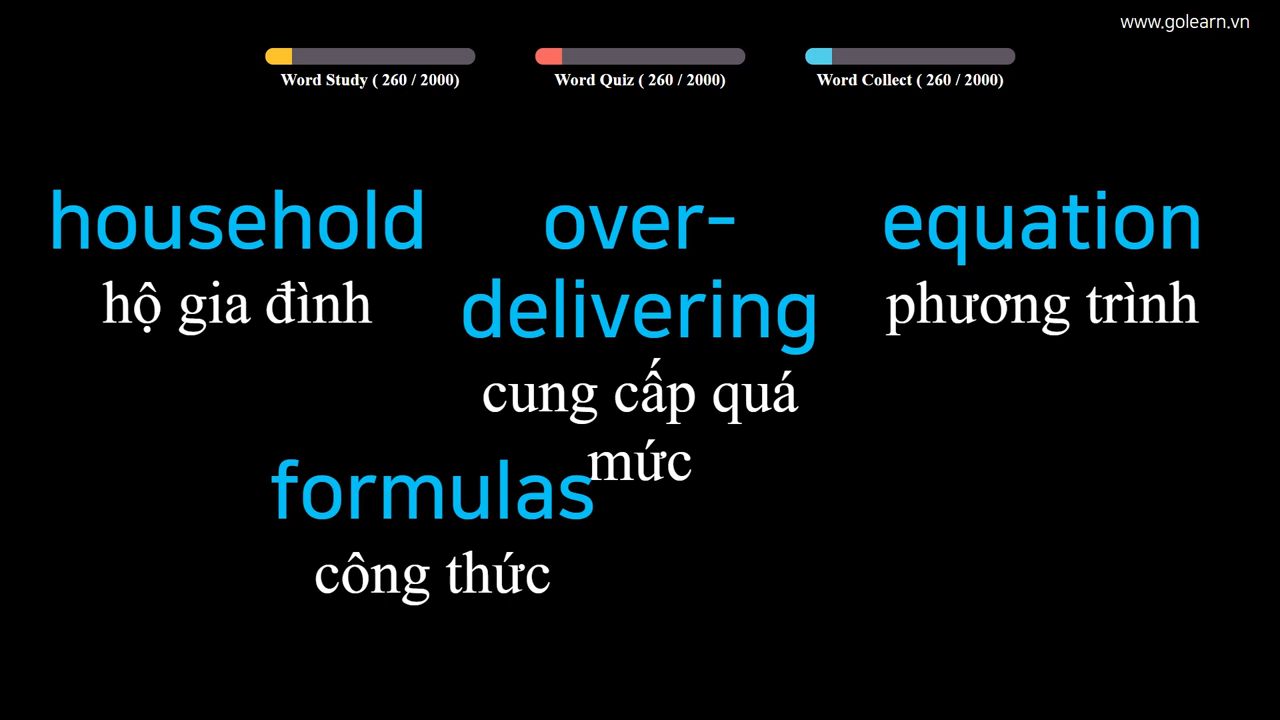 www.golearn.vn
Word Study ( 260 / 2000)
Word Quiz ( 260 / 2000)
Word Collect ( 260 / 2000)
household
hộ gia đình
over-
delivering
cung cấp quá
mức
equation
phương trình
formulas
công thức